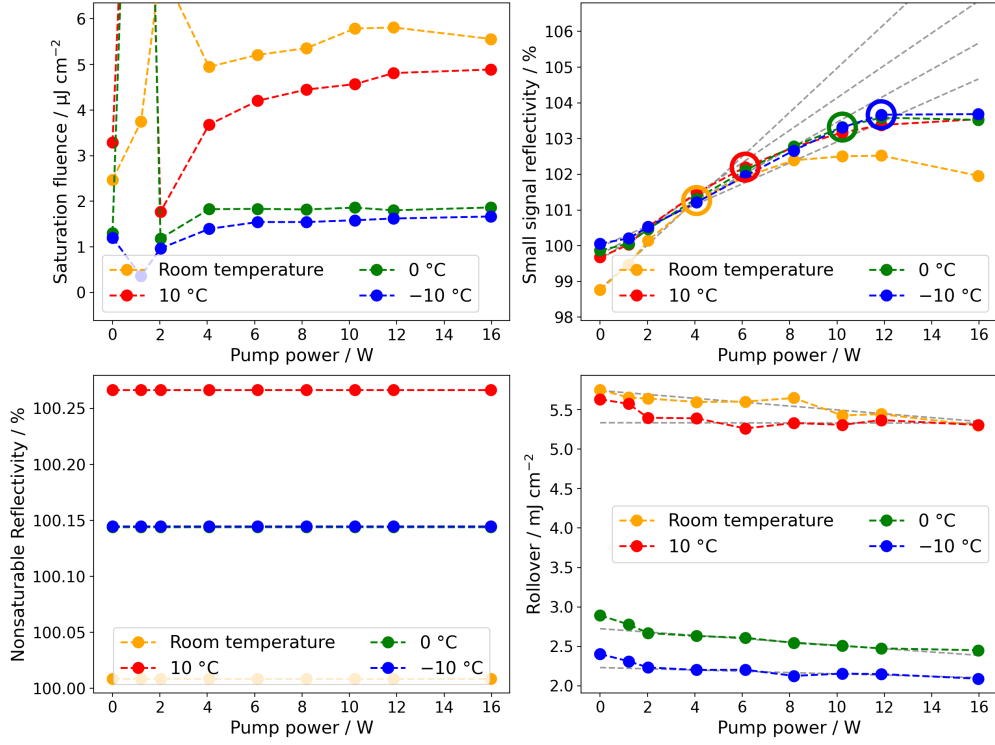 6
5
4
3
2
1
0
Saturation fluence / μJ cm⁻²
Room temperature
10 °C
0 °C
−10 °C
0 2 4 6 8 10 12 14 16
Pump power / W
106
105
104
103
102
101
100
99
98
Small signal reflectivity / %
Room temperature
10 °C
0 °C
−10 °C
0 2 4 6 8 10 12 14 16
Pump power / W
100.25
100.20
100.15
100.10
100.05
100.00
Nonsaturable Reflectivity / %
Room temperature
10 °C
0 °C
−10 °C
0 2 4 6 8 10 12 14 16
Pump power / W
5.5
5.0
4.5
4.0
3.5
3.0
2.5
2.0
Rollover / mJ cm⁻²
Room temperature
10 °C
0 °C
−10 °C
0 2 4 6 8 10 12 14 16
Pump power / W